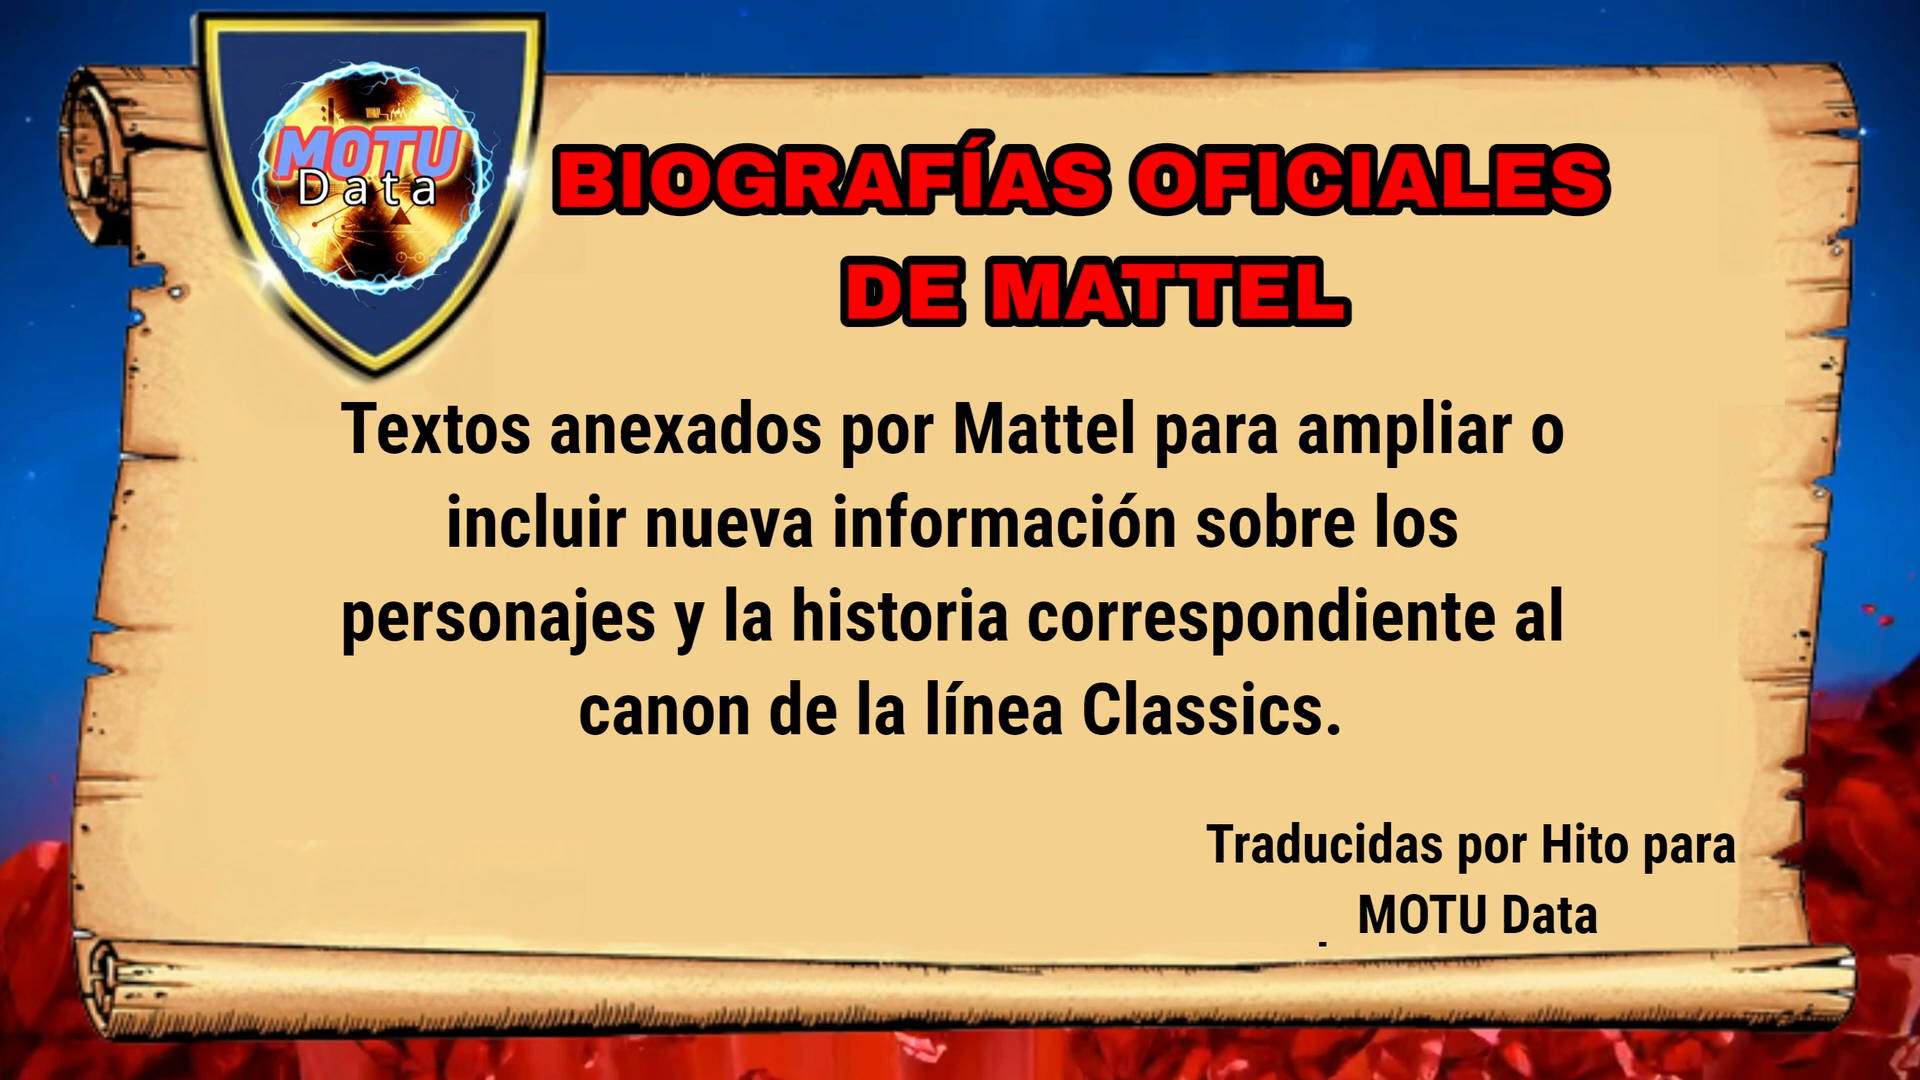 MOTU
Data
BIOGRAFÍAS OFICIALES
DE MATTEL
Textos anexados por Mattel para ampliar o
incluir nueva información sobre los
personajes y la historia correspondiente al
canon de la línea Classics.
Traducidas por Hito para
MOTU Data